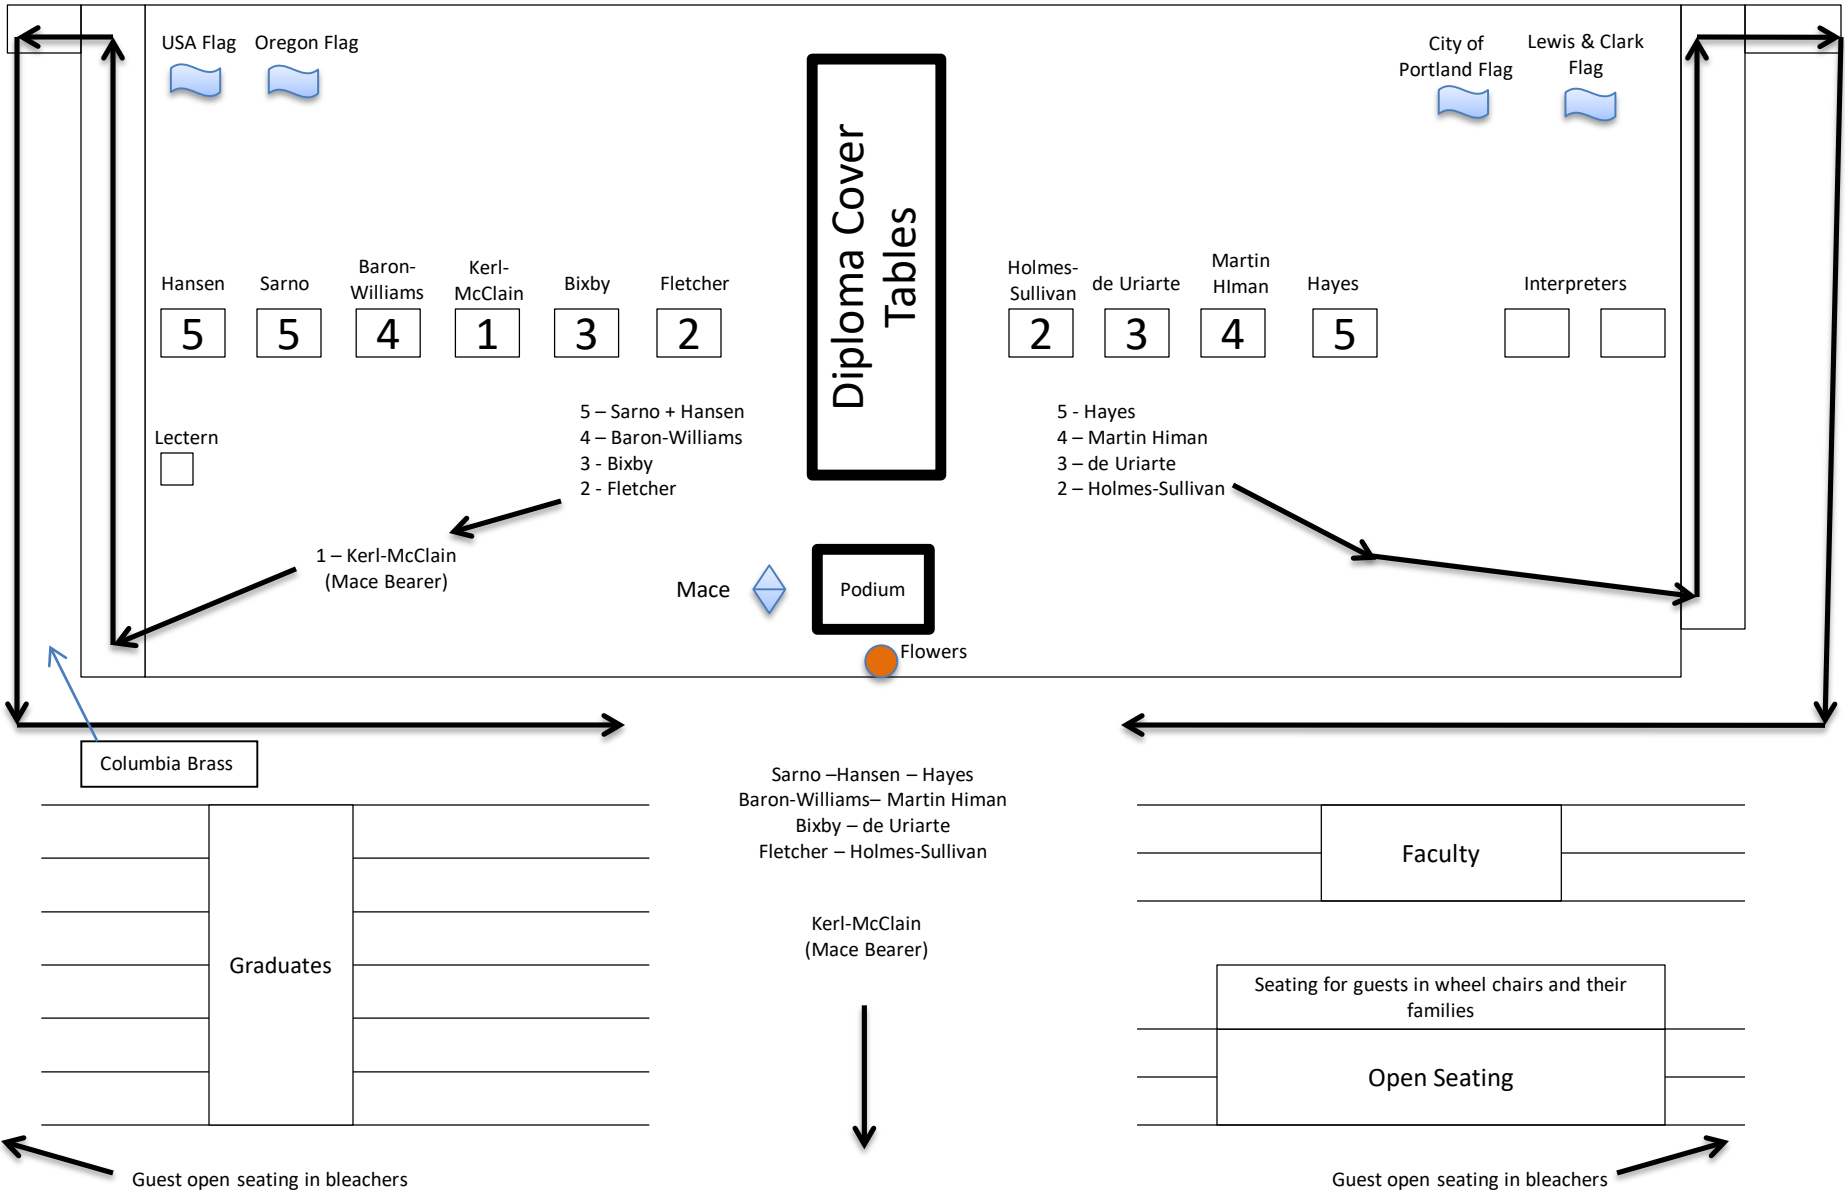 USA Flag
Oregon Flag
City of
Portland Flag
Lewis & Clark
Flag
Diploma Cover
Tables
Hansen
Sarno
Baron-
Williams
Kerl-
McClain
Bixby
Fletcher
Holmes-
Sullivan
de Uriarte
Martin
HIman
Hayes
Interpreters
5
5
4
1
3
2
2
3
4
5
5 – Sarno + Hansen
4 – Baron-Williams
3 - Bixby
2 - Fletcher
5 - Hayes
4 – Martin Himan
3 – de Uriarte
2 – Holmes-Sullivan
Lectern
1 – Kerl-McClain
(Mace Bearer)
Mace
Podium
Flowers
Columbia Brass
Sarno –Hansen – Hayes
Baron-Williams– Martin Himan
Bixby – de Uriarte
Fletcher – Holmes-Sullivan
Kerl-McClain
(Mace Bearer)
Graduates
Faculty
Seating for guests in wheel chairs and their
families
Open Seating
Guest open seating in bleachers
Guest open seating in bleachers